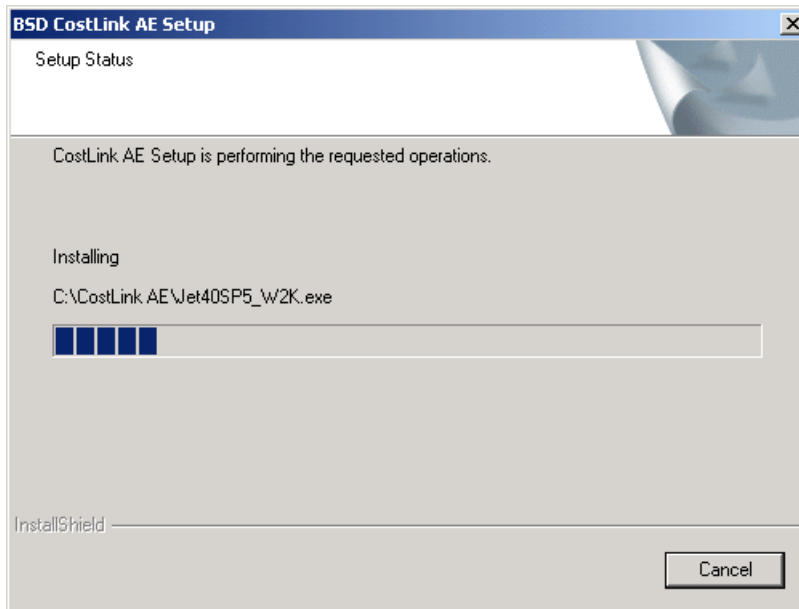 BSD CostLink AE Setup
Setup Status
CostLink AE Setup is performing the requested operations.
Installing
C:\CostLink AE\Jet40SP5_W2K.exe
InstallShield
Cancel